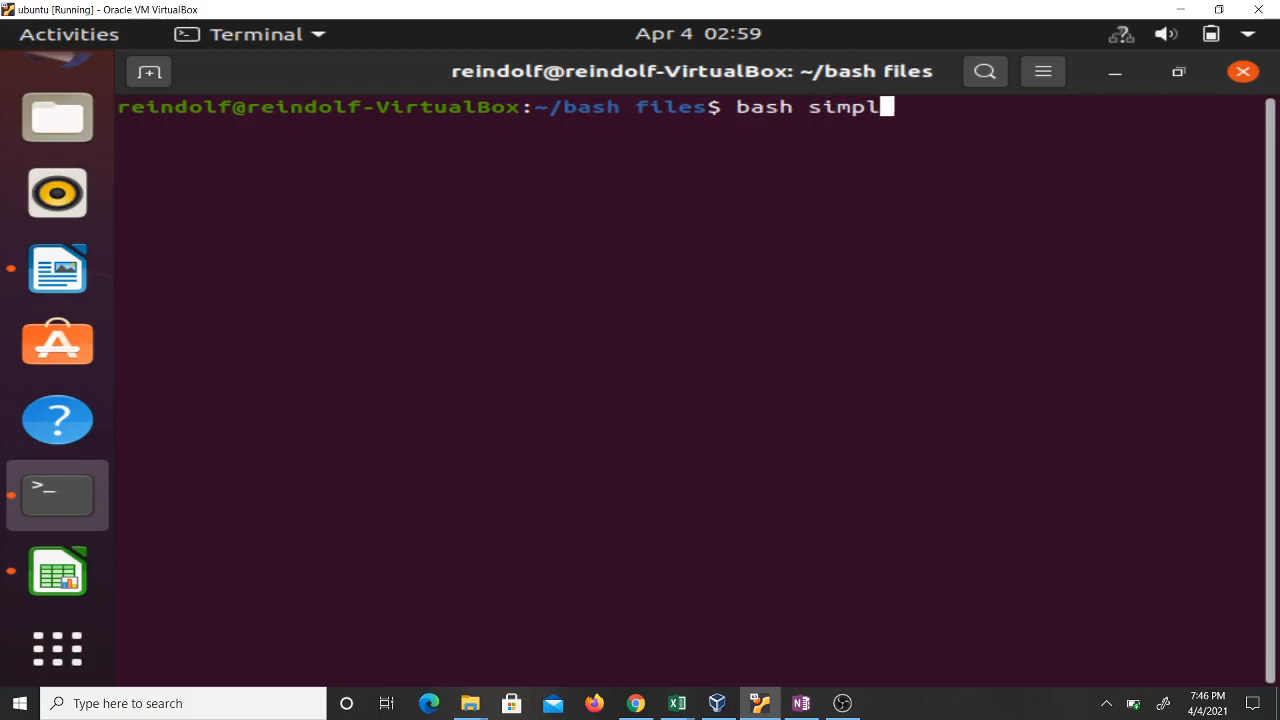 ubuntu [Running] - Oracle VM VirtualBox
Activities
Terminal
Apr 4 02:59
reindolf@reindolf-VirtualBox: ~/bash files
reindolf@reindolf-VirtualBox:~/bash files$ bash simpl
Type here to search
7:46 PM
4/4/2021